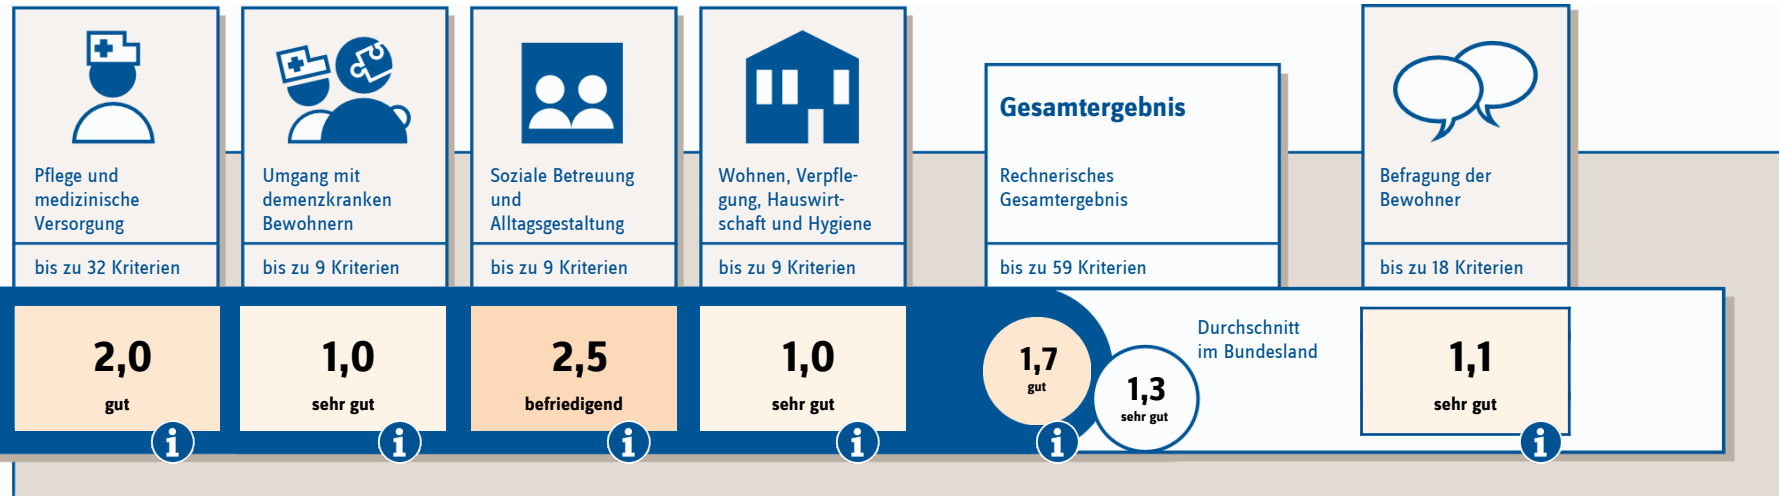 Pflege und
medizinische
Versorgung
bis zu 32 Kriterien
2,0
gut
Umgang mit
demenzkranken
Bewohnern
bis zu 9 Kriterien
1,0
sehr gut
Soziale Betreuung
und
Alltagsgestaltung
bis zu 9 Kriterien
2,5
befriedigend
Wohnen, Verpfle-
gung, Hauswirt-
schaft und Hygiene
bis zu 9 Kriterien
1,0
sehr gut
Gesamtergebnis
Rechnerisches
Gesamtergebnis
bis zu 59 Kriterien
1,7
gut
1,3
sehr gut
Durchschnitt
im Bundesland
Befragung der
Bewohner
bis zu 18 Kriterien
1,1
sehr gut